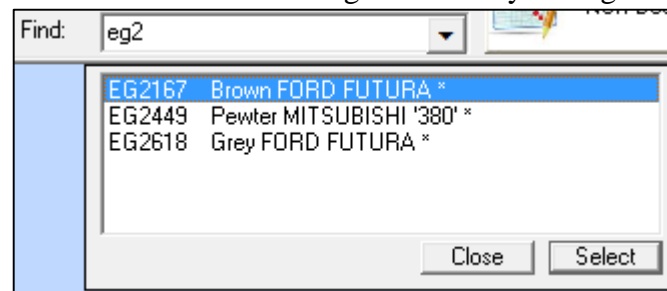 Find: eg2
EG2167 Brown FORD FUTURA *
EG2449 Pewter MITSUBISHI '380' *
EG2618 Grey FORD FUTURA *
Close Select